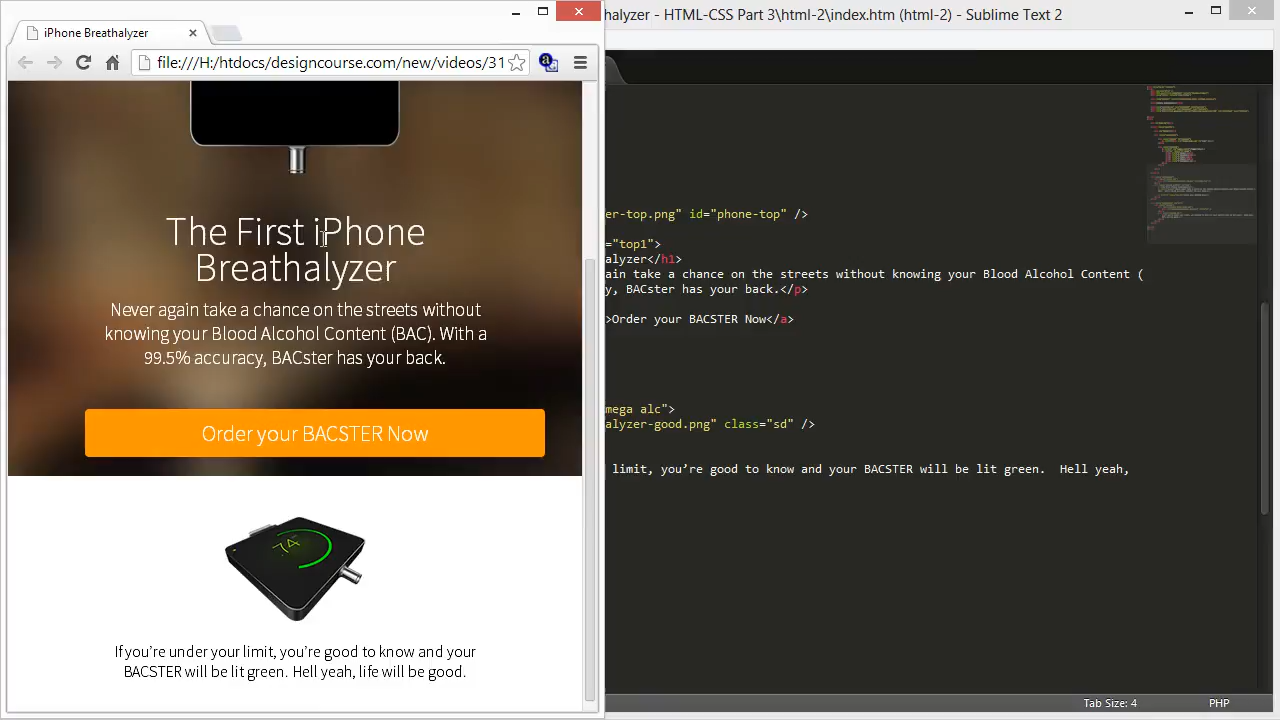 iPhone Breathalyzer
halyzer - HTML-CSS Part 3\html-2\index.htm (html-2) - Sublime Text 2
file:///H:/htdocs/designcourse.com/new/videos/31
The First iPhone
Breathalyzer
Never again take a chance on the streets without
knowing your Blood Alcohol Content (BAC). With a
99.5% accuracy, BACster has your back.
Order your BACSTER Now
74
If you’re under your limit, you’re good to know and your
BACSTER will be lit green. Hell yeah, life will be good.
er-top.png" id="phone-top" />
="top1">
alyzer</h1>
ain take a chance on the streets without knowing your Blood Alcohol Content (
y, BACster has your back.</p>
>Order your BACSTER Now</a>
mega alc">
alyzer-good.png" class="sd" />
limit, you’re good to know and your BACSTER will be lit green.  Hell yeah,
Tab Size: 4
PHP